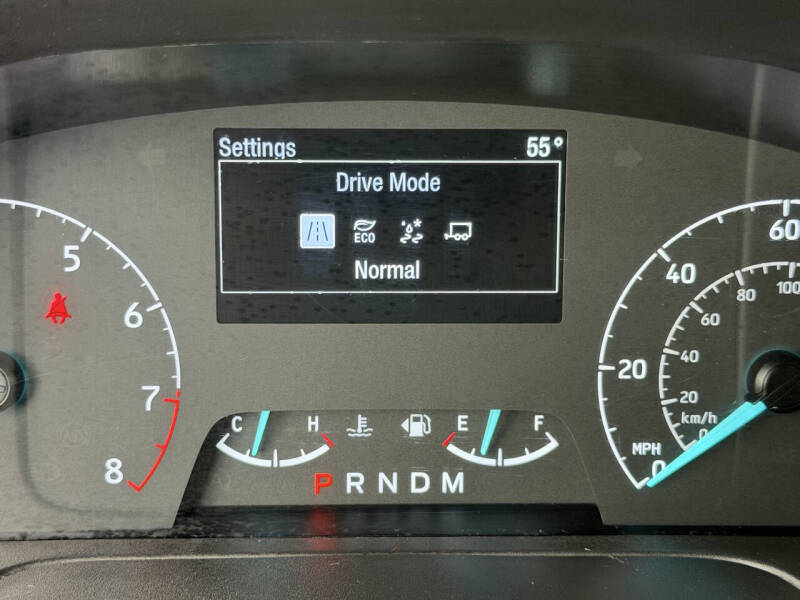 Settings 55°
Drive Mode
ECO
Normal
5
6
7
8
C H
E F
P R N D M
0
20
40
60
MPH
0
20
40
60
80
100
km/h